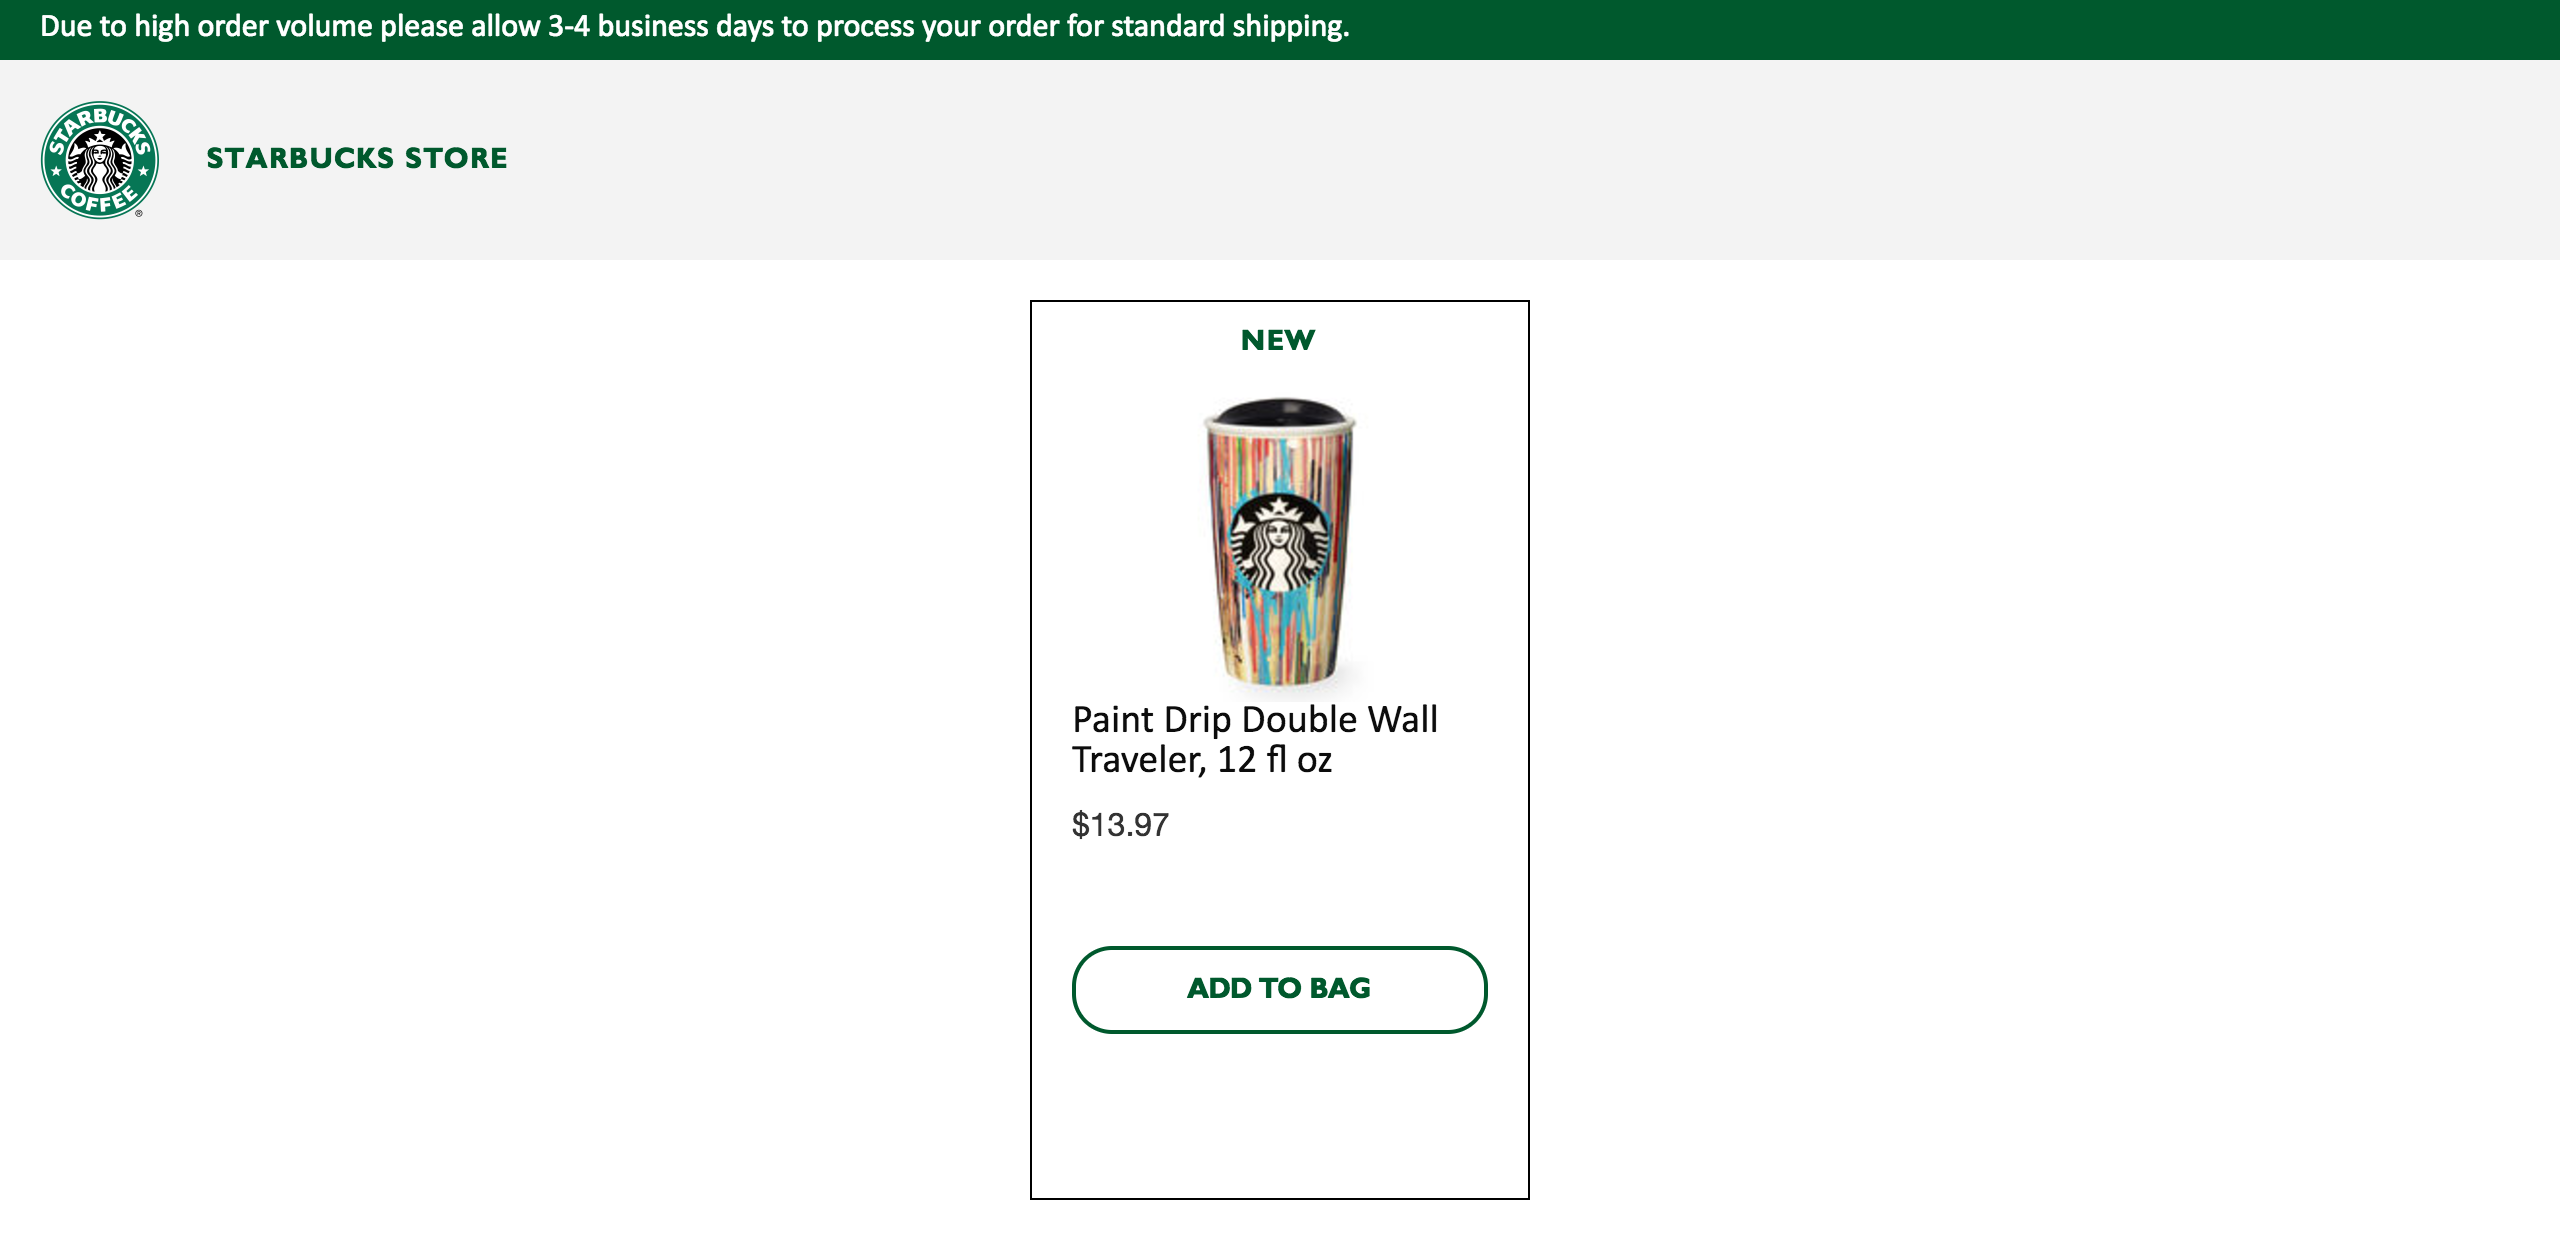 Due to high order volume please allow 3-4 business days to process your order for standard shipping.
STARBUCKS
COFFEE
®
STARBUCKS STORE
NEW
Paint Drip Double Wall
Traveler, 12 fl oz
$13.97
ADD TO BAG